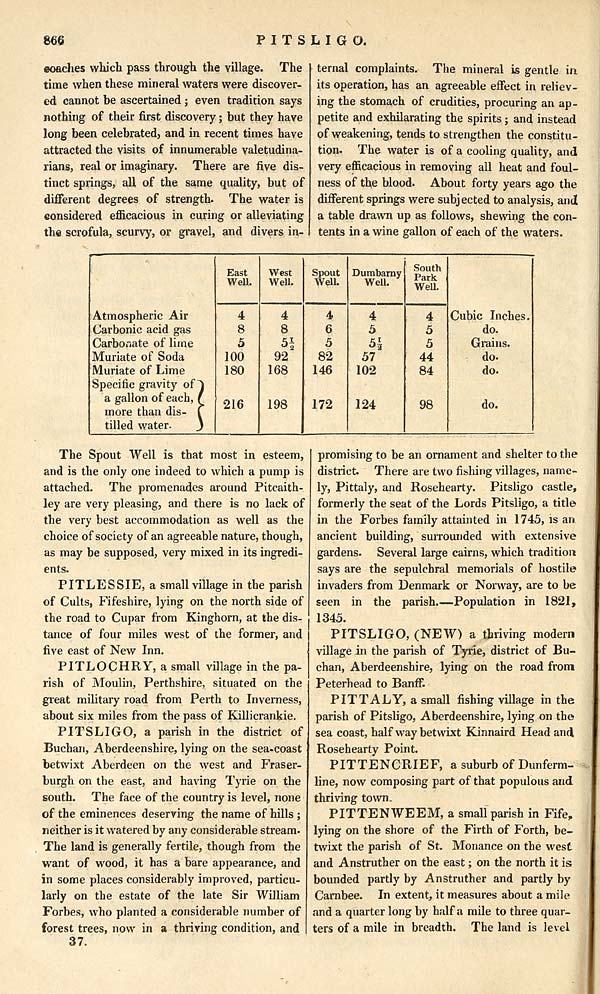 866
PITSLIGO.
coaches which pass through the village. The
time when these mineral waters were discover-
ed cannot be ascertained; even tradition says
nothing of their first discovery; but they have
long been celebrated, and in recent times have
attracted the visits of innumerable valetudina-
rians, real or imaginary. There are five dis-
tinct springs, all of the same quality, but of
different degrees of strength. The water is
considered efficacious in curing or alleviating
the scrofula, scurvy, or gravel, and divers in-
ternal complaints. The mineral is gentle in
its operation, has an agreeable effect in reliev-
ing the stomach of crudities, procuring an ap-
petite and exhilarating the spirits; and instead
of weakening, tends to strengthen the constitu-
tion. The water is of a cooling quality, and
very efficacious in removing all heat and foul-
ness of the blood. About forty years ago the
different springs were subjected to analysis, and
a table drawn up as follows, shewing the con-
tents in a wine gallon of each of the waters.
East Well. West Well. Spout Well. Dumbarny Well. South Park Well.
Atmospheric Air 4 4 4 4 4 Cubic Inches.
Carbonic acid gas 8 8 6 5 5 do.
Carbonate of lime 5 5½ 5 5½ 5 Grains.
Muriate of Soda 100 92 82 57 44 do.
Muriate of Lime 180 168 146 102 84 do.
Specific gravity of
a gallon of each,
more than dis-
tilled water. 216 198 172 124 98 do.
The Spout Well is that most in esteem,
and is the only one indeed to which a pump is
attached. The promenades around Pitcaith-
ley are very pleasing, and there is no lack of
the very best accommodation as well as the
choice of society of an agreeable nature, though,
as may be supposed, very mixed in its ingredi-
ents.
PITLESSIE, a small village in the parish
of Cults, Fifeshire, lying on the north side of
the road to Cupar from Kinghorn, at the dis-
tance of four miles west of the former, and
five east of New Inn.
PITLOCHRY, a small village in the pa-
rish of Moulin, Perthshire, situated on the
great military road from Perth to Inverness,
about six miles from the pass of Killicrankie.
PITSLIGO, a parish in the district of
Buchan, Aberdeenshire, lying on the sea-coast
betwixt Aberdeen on the west and Fraser-
burgh on the east, and having Tyrie on the
south. The face of the country is level, none
of the eminences deserving the name of hills;
neither is it watered by any considerable stream.
The land is generally fertile, though from the
want of wood, it has a bare appearance, and
in some places considerably improved, particu-
larly on the estate of the late Sir William
Forbes, who planted a considerable number of
forest trees, now in a thriving condition, and
37.
promising to be an ornament and shelter to the
district. There are two fishing villages, name-
ly, Pittaly, and Rosehearty. Pitsligo castle,
formerly the seat of the Lords Pitsligo, a title
in the Forbes family attainted in 1745, is an
ancient building, surrounded with extensive
gardens. Several large cairns, which tradition
says are the sepulchral memorials of hostile
invaders from Denmark or Norway, are to be
seen in the parish.—Population in 1821,
1345.
PITSLIGO, (NEW) a thriving modern
village in the parish of Tyrie, district of Bu-
chan, Aberdeenshire, lying on the road from
Peterhead to Banff.
PITTALY, a small fishing village in the
parish of Pitsligo, Aberdeenshire, lying on the
sea coast, half way betwixt Kinnaird Head and
Rosehearty Point.
PITTENCRIEF, a suburb of Dunferm-
line, now composing part of that populous and
thriving town.
PITTENWEEM, a small parish in Fife,
lying on the shore of the Firth of Forth, be-
twixt the parish of St. Monance on the west
and Anstruther on the east; on the north it is
bounded partly by Anstruther and partly by
Carnbee. In extent, it measures about a mile
and a quarter long by half a mile to three quar-
ters of a mile in breadth. The land is level